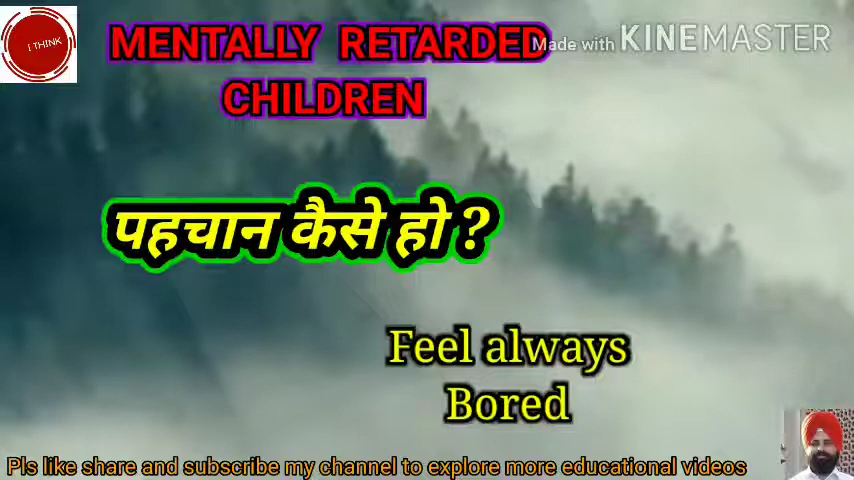 I THINK
MENTALLY RETARDED
Made with KINEMASTER
CHILDREN
पहचान कैसे हो ?
Feel always
Bored
Pls like share and subscribe my channel to explore more educational videos